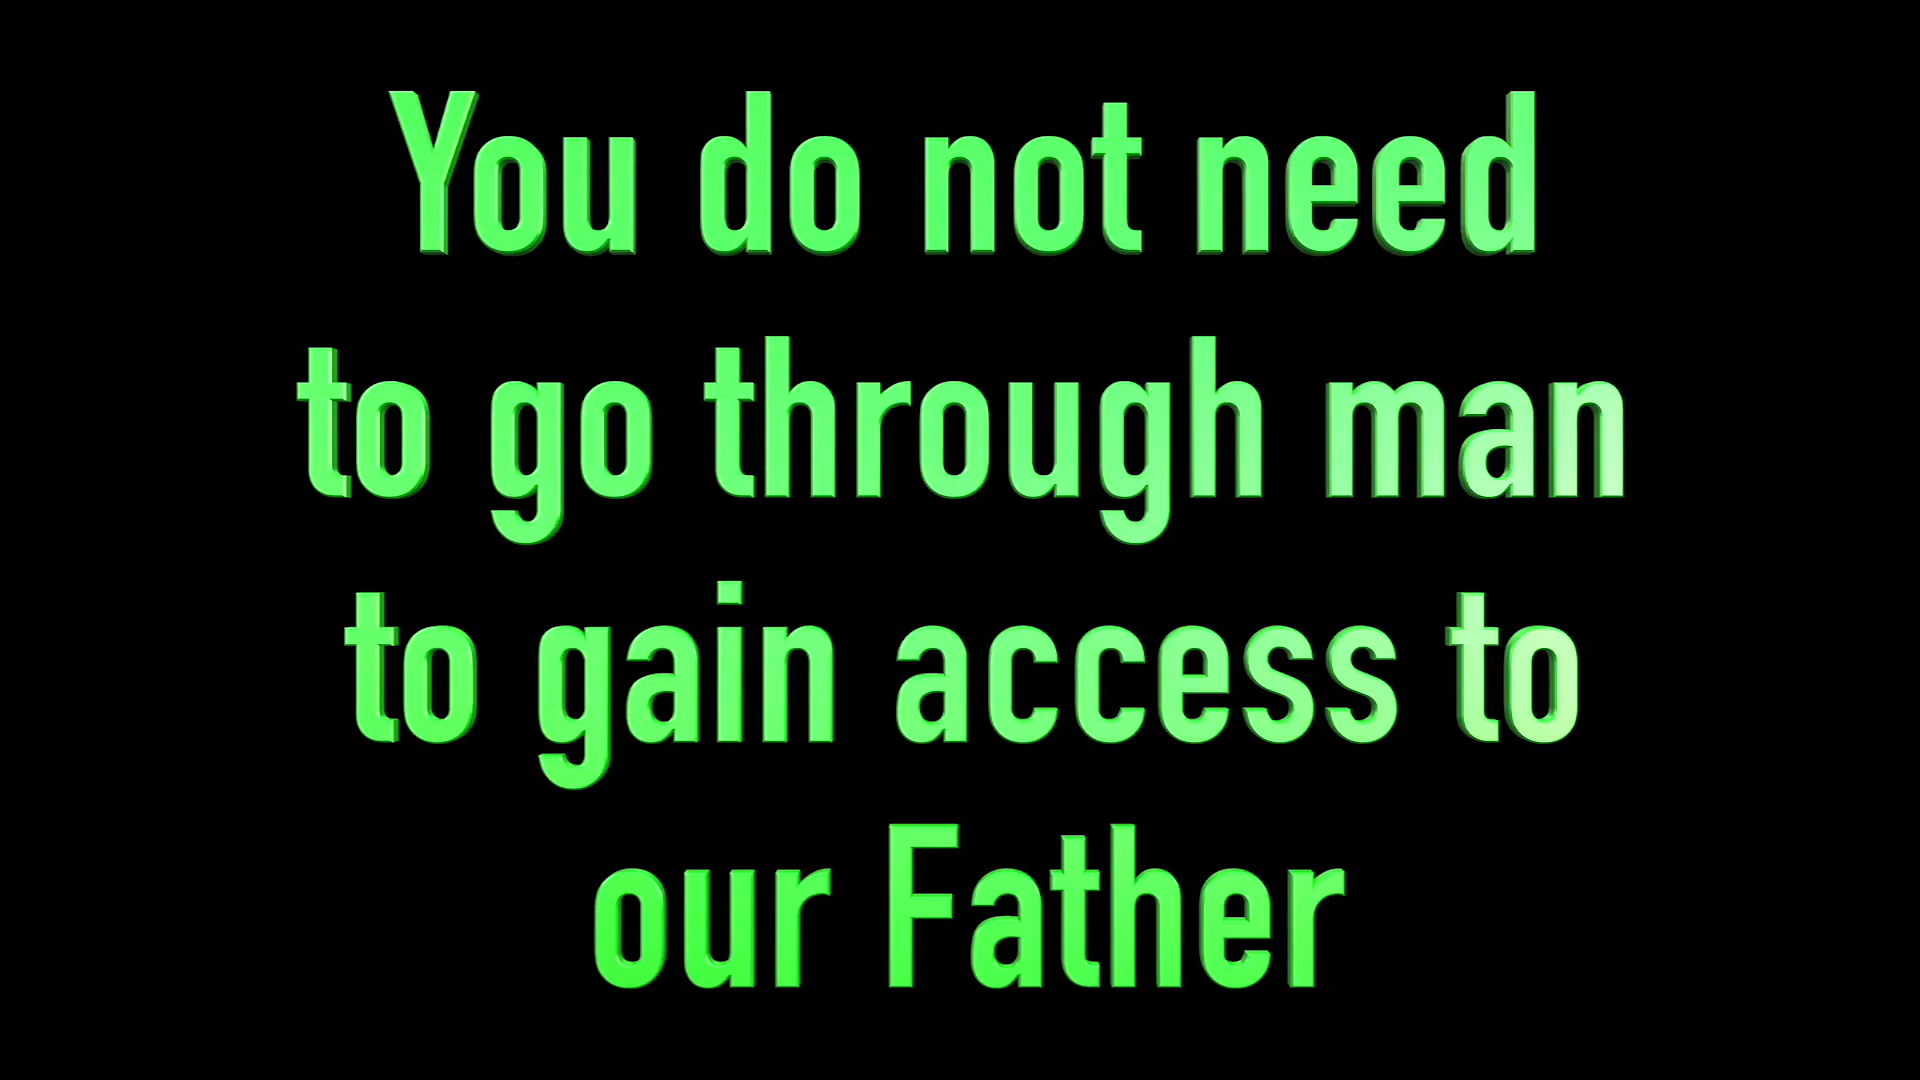 You do not need
to go through man
to gain access to
our Father